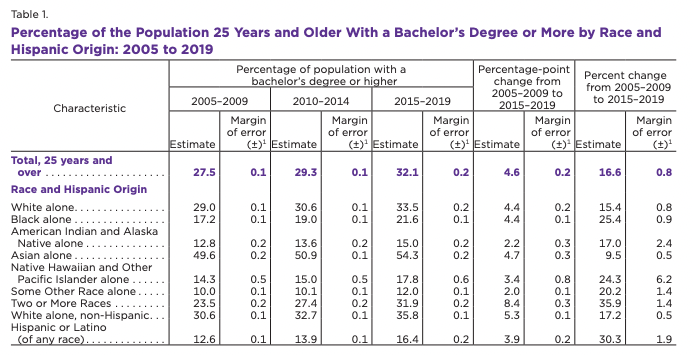 Table 1.
Percentage of the Population 25 Years and Older With a Bachelor’s Degree or More by Race and
Hispanic Origin: 2005 to 2019
Characteristic
Percentage of population with a
bachelor’s degree or higher
Percentage-point
change from
2005–2009 to
2015–2019
Percent change
from 2005–2009
to 2015–2019
2005–2009 2010–2014 2015–2019
Estimate Margin of error (±)¹ Estimate Margin of error (±)¹ Estimate Margin of error (±)¹ Estimate Margin of error (±)¹ Estimate Margin of error (±)¹
Total, 25 years and
over . . . . . . . . . . . . . . . . . . . . . 27.5 0.1 29.3 0.1 32.1 0.2 4.6 0.2 16.6 0.8
Race and Hispanic Origin
White alone. . . . . . . . . . . . . . . . 29.0 0.1 30.6 0.1 33.5 0.2 4.4 0.2 15.4 0.8
Black alone . . . . . . . . . . . . . . . . 17.2 0.1 19.0 0.1 21.6 0.1 4.4 0.1 25.4 0.9
American Indian and Alaska
Native alone . . . . . . . . . . . . . . 12.8 0.2 13.6 0.2 15.0 0.2 2.2 0.3 17.0 2.4
Asian alone. . . . . . . . . . . . . . . . 49.6 0.2 50.9 0.1 54.3 0.2 4.7 0.3 9.5 0.5
Native Hawaiian and Other
Pacific Islander alone . . . . . . 14.3 0.5 15.0 0.5 17.8 0.6 3.4 0.8 24.3 6.2
Some Other Race alone. . . . . 10.0 0.1 10.1 0.1 12.0 0.1 2.0 0.1 20.2 1.4
Two or More Races . . . . . . . . . 23.5 0.2 27.4 0.2 31.9 0.2 8.4 0.3 35.9 1.4
White alone, non-Hispanic. . . 30.6 0.1 32.7 0.1 35.8 0.1 5.3 0.1 17.2 0.5
Hispanic or Latino
(of any race). . . . . . . . . . . . . . 12.6 0.1 13.9 0.1 16.4 0.2 3.9 0.2 30.3 1.9